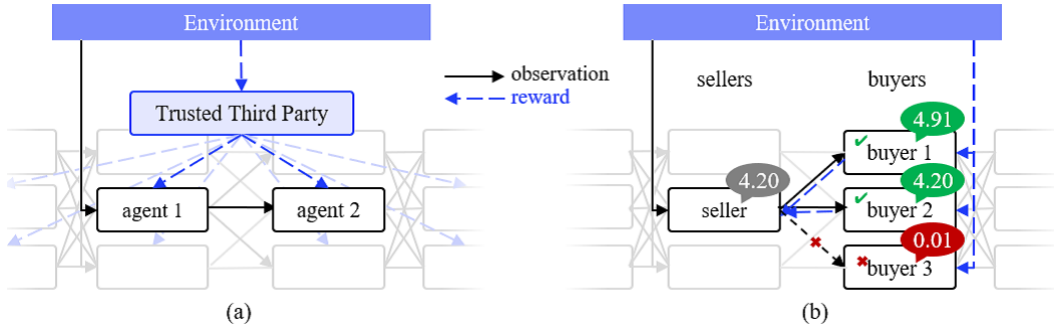 Environment
Trusted Third Party
agent 1
agent 2
(a)
observation
reward
Environment
sellers
buyers
4.91
buyer 1
4.20
seller
4.20
buyer 2
0.01
buyer 3
(b)